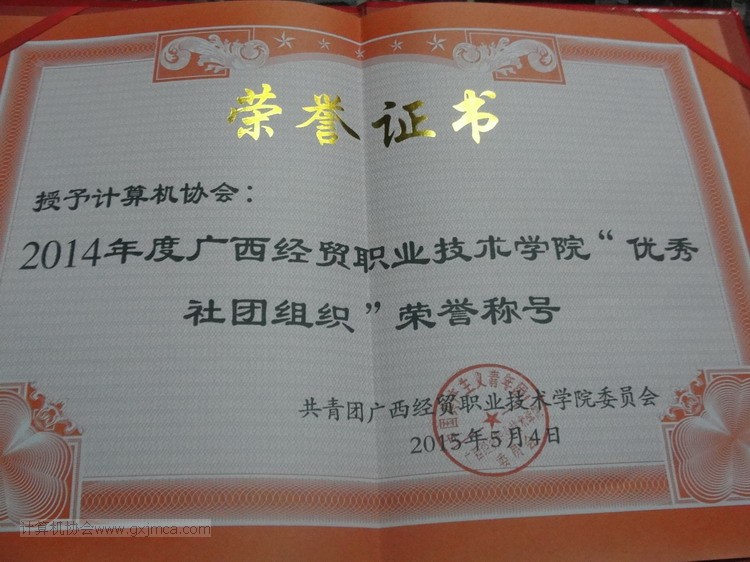 荣誉证书
授予计算机协会：
2014年度广西经贸职业技术学院“优秀
社团组织”荣誉称号
共青团广西经贸职业技术学院委员会
2015年5月4日
计算机协会www.gxjmca.com